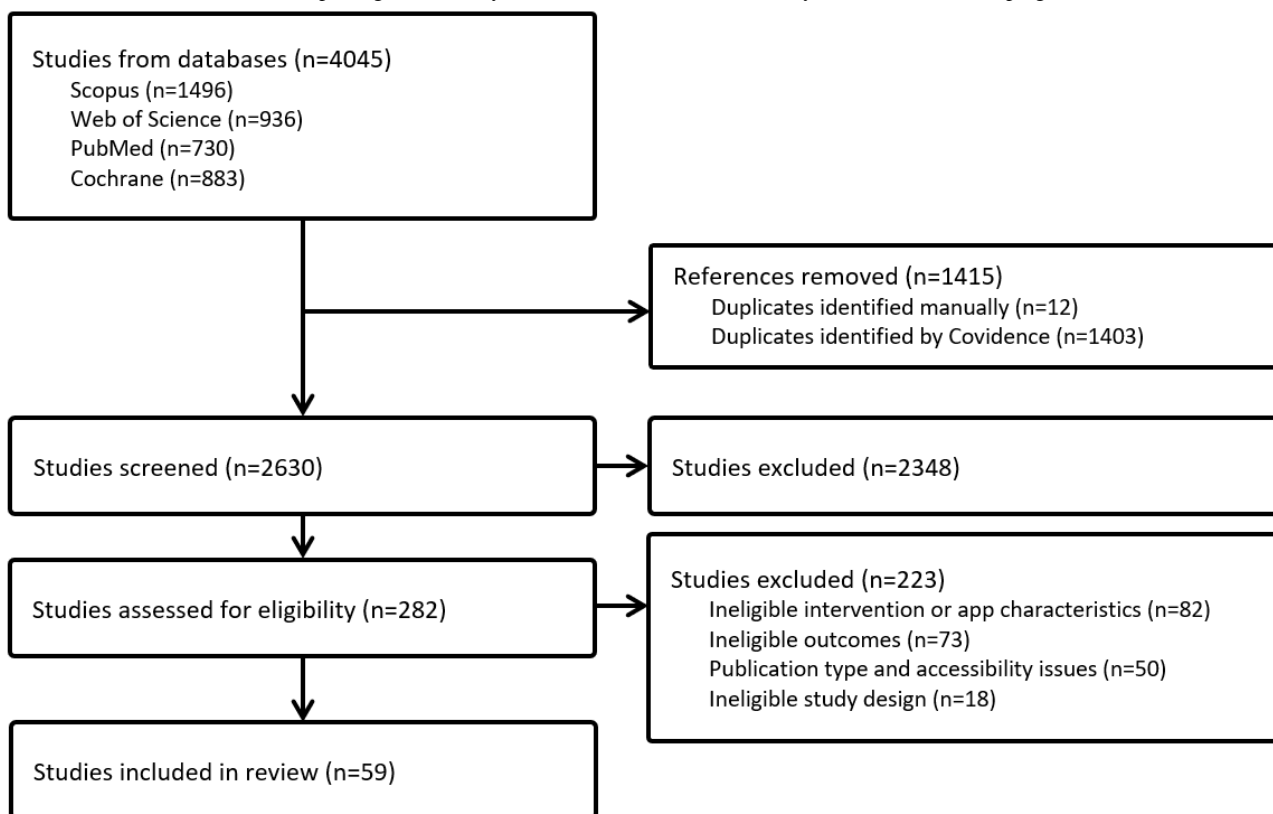 Studies from databases (n=4045)
Scopus (n=1496)
Web of Science (n=936)
PubMed (n=730)
Cochrane (n=883)
References removed (n=1415)
Duplicates identified manually (n=12)
Duplicates identified by Covidence (n=1403)
Studies screened (n=2630)
Studies excluded (n=2348)
Studies assessed for eligibility (n=282)
Studies excluded (n=223)
Ineligible intervention or app characteristics (n=82)
Ineligible outcomes (n=73)
Publication type and accessibility issues (n=50)
Ineligible study design (n=18)
Studies included in review (n=59)